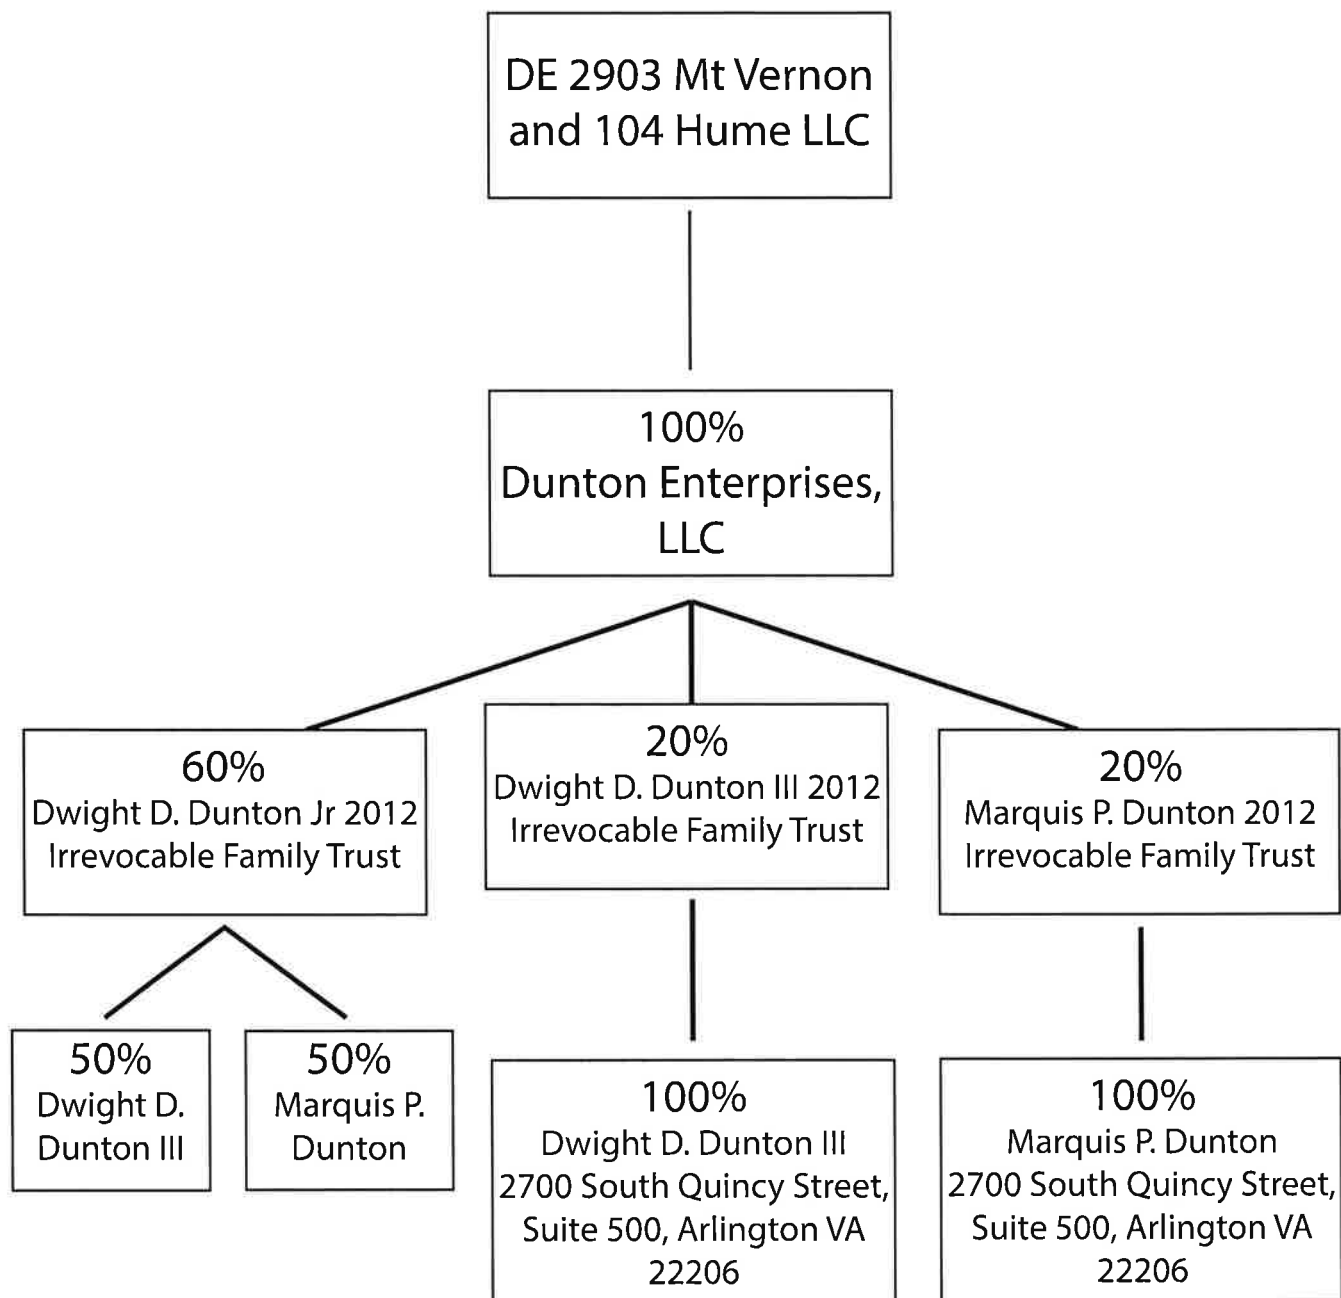 DE 2903 Mt Vernon
and 104 Hume LLC
100%
Dunton Enterprises,
LLC
60%
Dwight D. Dunton Jr 2012
Irrevocable Family Trust
20%
Dwight D. Dunton III 2012
Irrevocable Family Trust
20%
Marquis P. Dunton 2012
Irrevocable Family Trust
50%
Dwight D.
Dunton III
50%
Marquis P.
Dunton
100%
Dwight D. Dunton III
2700 South Quincy Street,
Suite 500, Arlington VA
22206
100%
Marquis P. Dunton
2700 South Quincy Street,
Suite 500, Arlington VA
22206